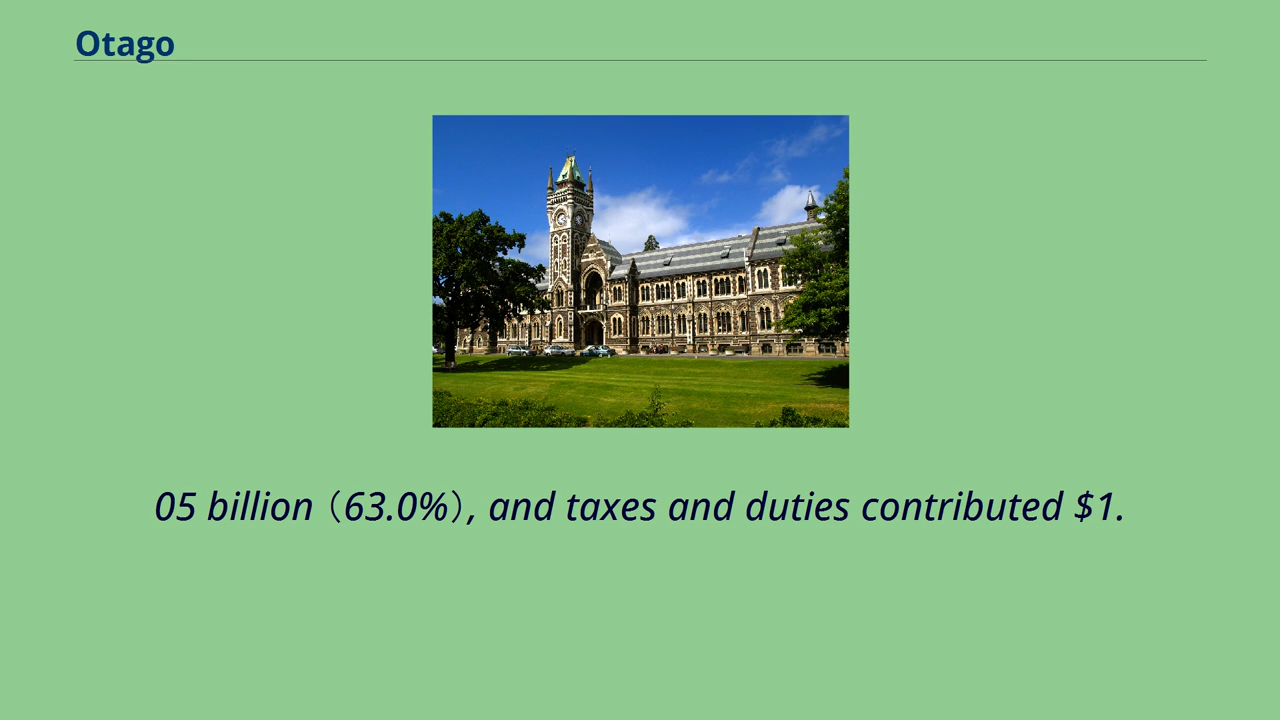 Otago
05 billion （63.0%）, and taxes and duties contributed $1.